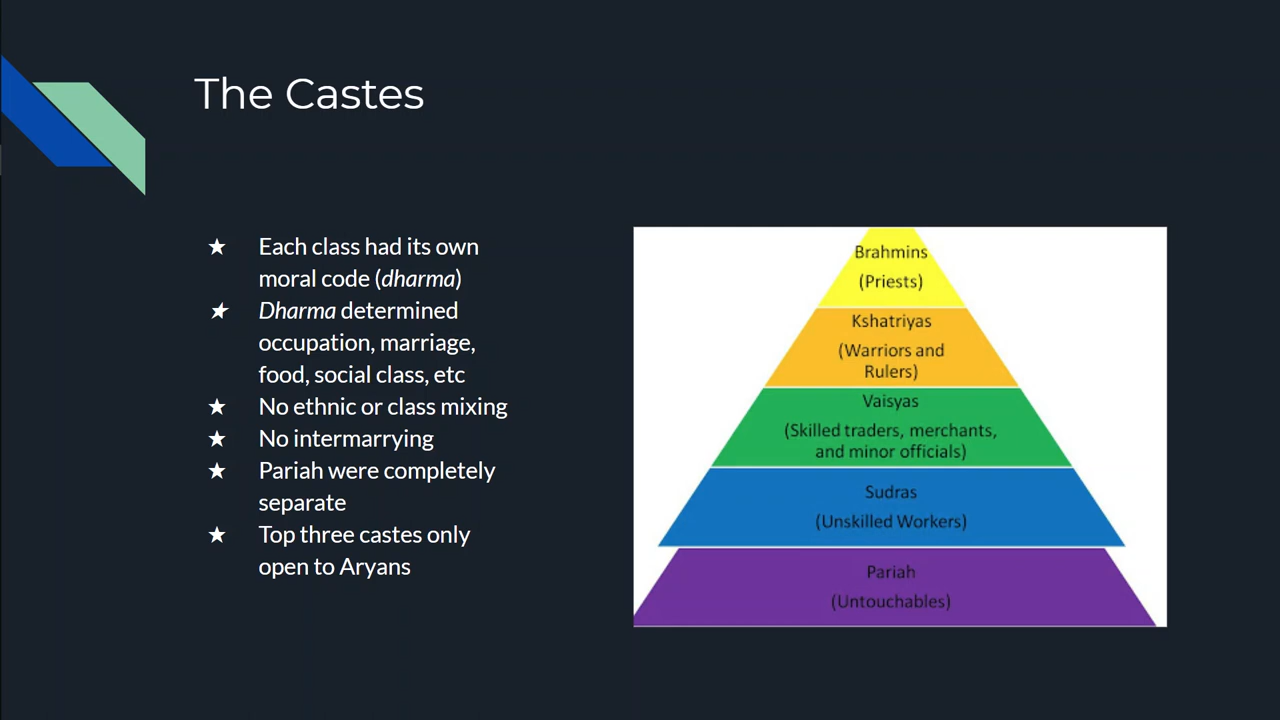 The Castes
★ Each class had its own
moral code (dharma)
★ Dharma determined
occupation, marriage,
food, social class, etc
★ No ethnic or class mixing
★ No intermarrying
★ Pariah were completely
separate
★ Top three castes only
open to Aryans
Brahmins
(Priests)
Kshatriyas
(Warriors and
Rulers)
Vaisyas
(Skilled traders, merchants,
and minor officials)
Sudras
(Unskilled Workers)
Pariah
(Untouchables)